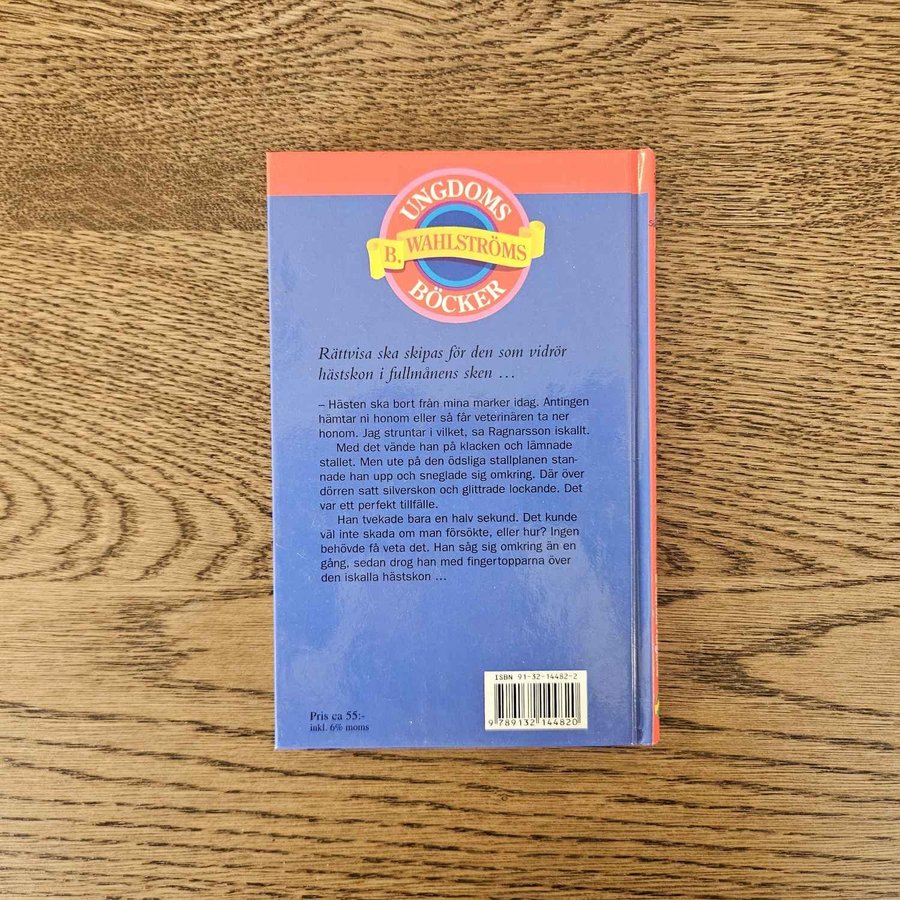 UNGDOMS
B. WAHLSTRÖMS
BÖCKER
Rättvisa ska skipas för den som vidrör
hästskon i fullmånens sken …
– Hästen ska bort från mina marker idag. Antingen
hämtar ni honom eller så får veterinären ta ner
honom. Jag struntar i vilket, sa Ragnarsson iskallt.
Med det vände han på klacken och lämnade
stallet. Men ute på den ödsliga stallplanen stan-
nade han upp och sneglade sig omkring. Där över
dörren satt silverskon och glittrade lockande. Det
var ett perfekt tillfälle.
Han tvekade bara en halv sekund. Det kunde
väl inte skada om man försökte, eller hur? Ingen
behövde få veta det. Han såg sig omkring än en
gång, sedan drog han med fingertopparna över
den iskalla hästskon …
ISBN 91-32-14482-2
9 789132 144820
Pris ca 55:-
inkl. 6% moms